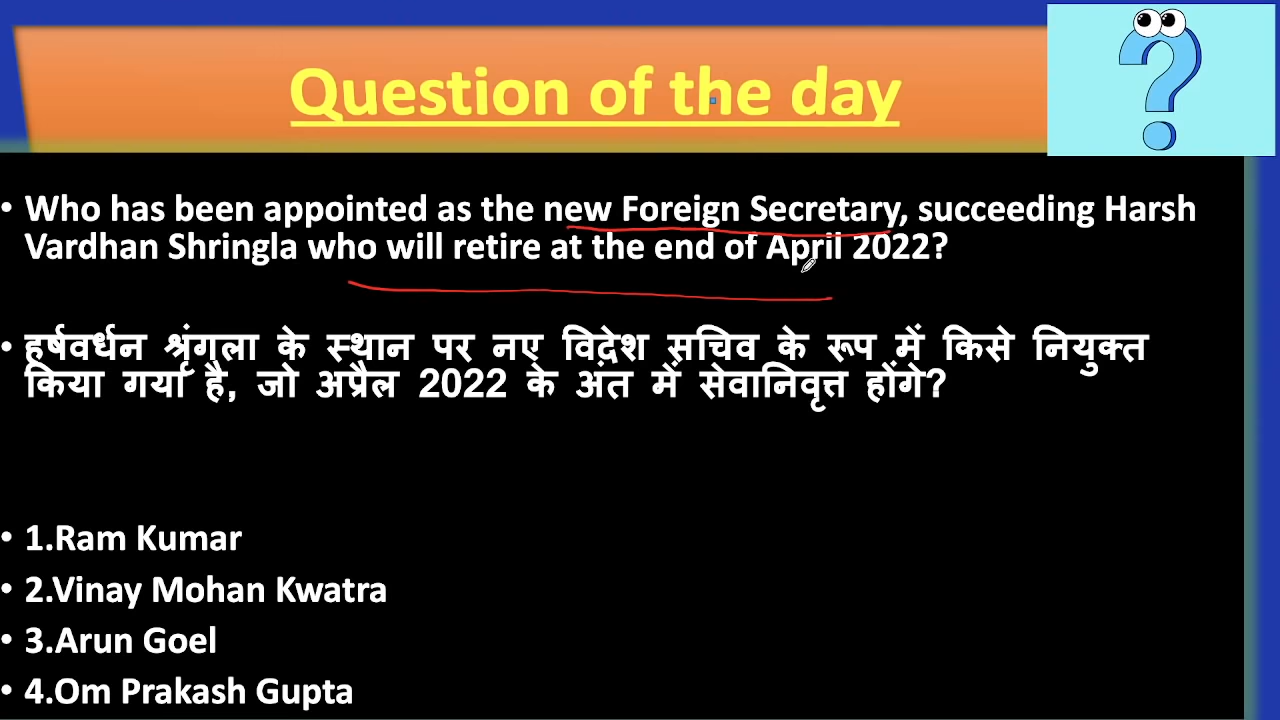 Question of the day
• Who has been appointed as the new Foreign Secretary, succeeding Harsh
Vardhan Shringla who will retire at the end of April 2022?
• हर्षवर्धन श्रृंगला के स्थान पर नए विदेश सचिव के रूप में किसे नियुक्त
किया गया है, जो अप्रैल 2022 के अंत में सेवानिवृत्त होंगे?
• 1.Ram Kumar
• 2.Vinay Mohan Kwatra
• 3.Arun Goel
• 4.Om Prakash Gupta